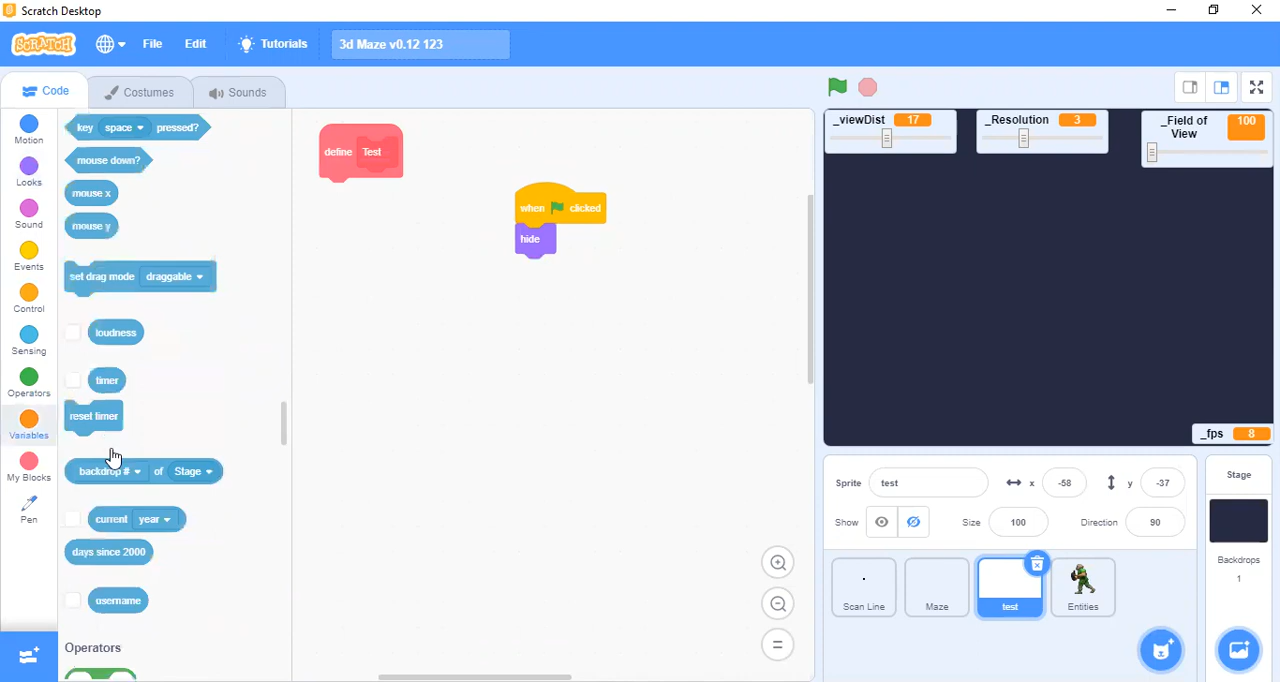 Scratch Desktop
SCRATCH
File
Edit
Tutorials
3d Maze v0.12 123
Code
Costumes
Sounds
Motion
Looks
Sound
Events
Control
Sensing
Operators
Variables
My Blocks
Pen
key space pressed?
mouse down?
mouse x
mouse y
set drag mode draggable
loudness
timer
reset timer
backdrop # of Stage
current year
days since 2000
username
Operators
define Test
when clicked
hide
_viewDist 17
_Resolution 3
_Field of
View
100
_fps 8
Sprite test
x -58
y -37
Show
Size 100
Direction 90
Scan Line
Maze
test
Entities
Stage
Backdrops
1